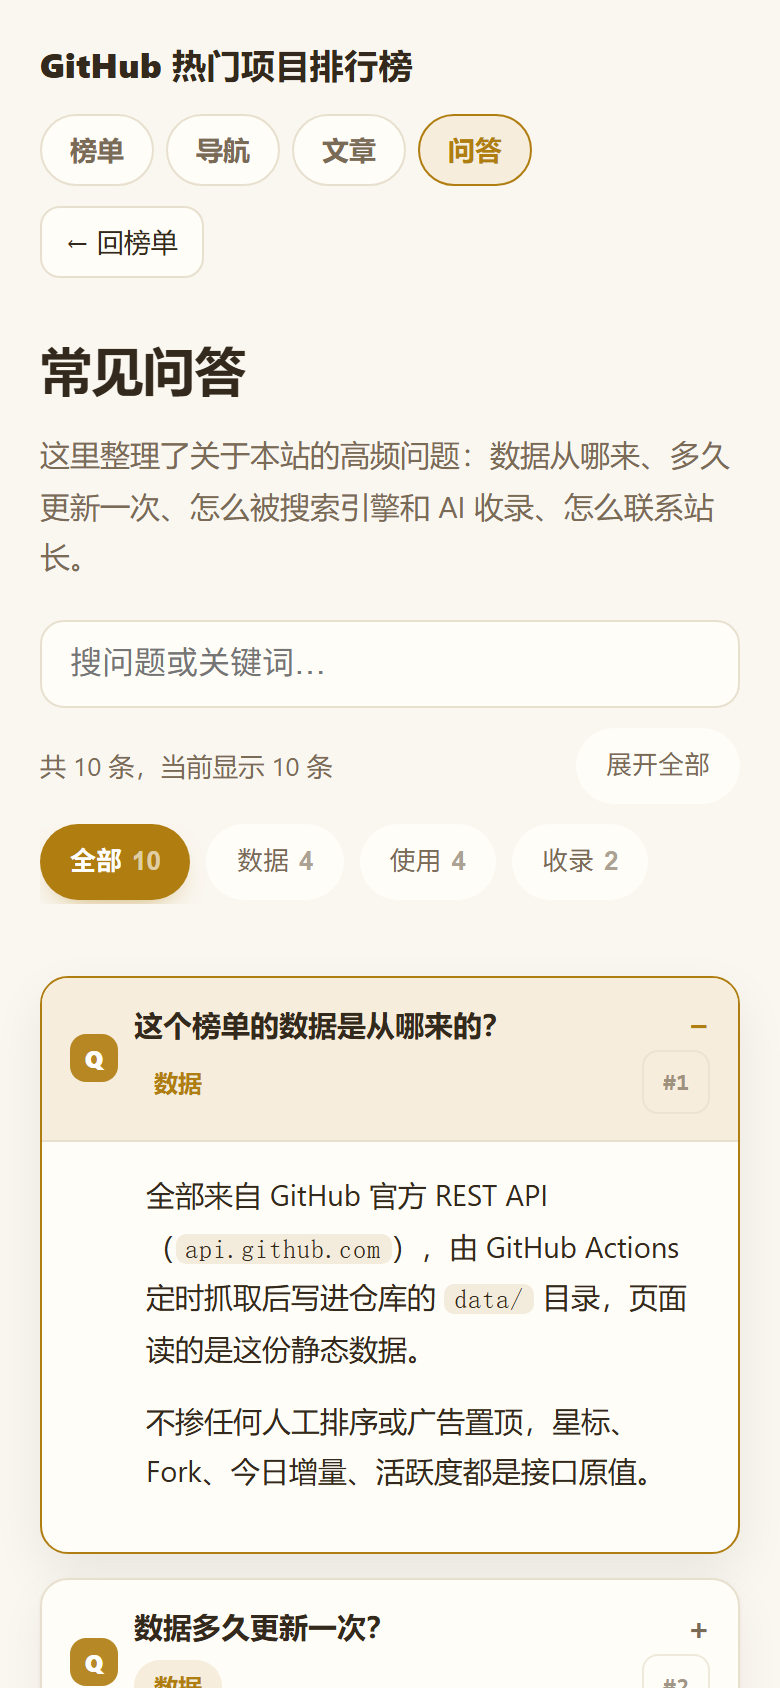 GitHub 热门项目排行榜
榜单 导航 文章 问答
← 回榜单
常见问答
这里整理了关于本站的高频问题：数据从哪来、多久
更新一次、怎么被搜索引擎和 AI 收录、怎么联系站
长。
搜问题或关键词…
共 10 条，当前显示 10 条 展开全部
全部 10 数据 4 使用 4 收录 2
这个榜单的数据是从哪来的？ −
Q 数据 #1
全部来自 GitHub 官方 REST API
（api.github.com），由 GitHub Actions
定时抓取后写进仓库的 data/ 目录，页面
读的是这份静态数据。
不掺任何人工排序或广告置顶，星标、
Fork、今日增量、活跃度都是接口原值。
数据多久更新一次？ +
Q 数据 #2